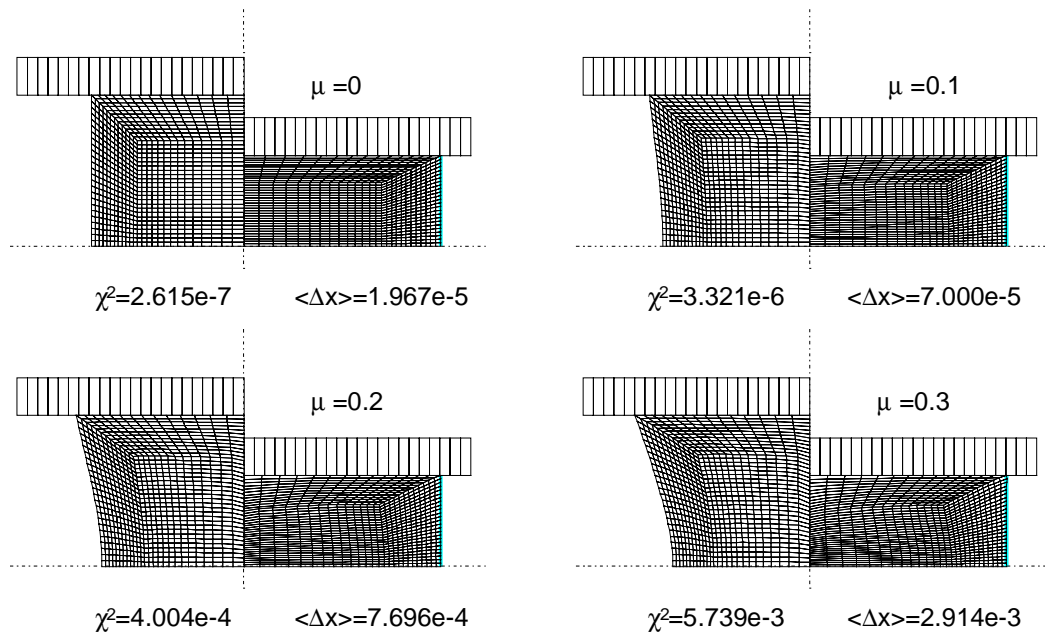 μ =0
μ =0.1
χ²=2.615e-7 <Δx>=1.967e-5
χ²=3.321e-6 <Δx>=7.000e-5
μ =0.2
μ =0.3
χ²=4.004e-4 <Δx>=7.696e-4
χ²=5.739e-3 <Δx>=2.914e-3